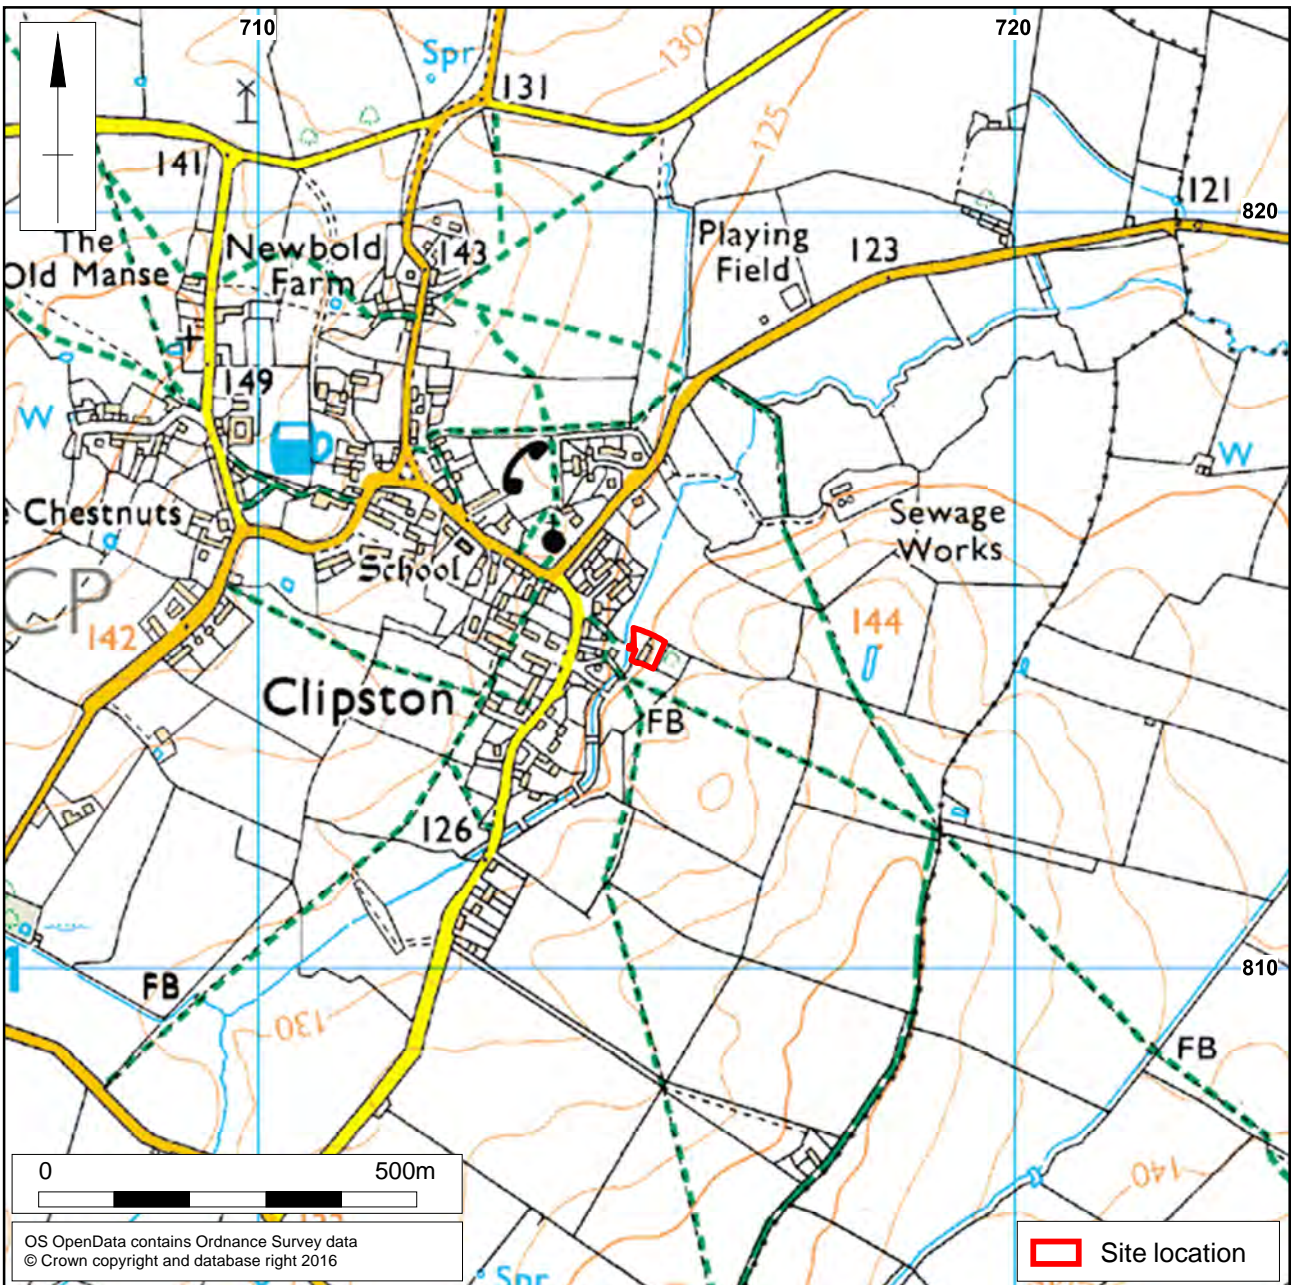 710
720
Spr
130
131
125
141
121
820
The
Old Manse
Newbold
Farm
143
Playing
Field
123
149
W
W
Chestnuts
School
Sewage
Works
CP
142
144
Clipston
FB
126
1
FB
810
130
FB
140
0
500m
OS OpenData contains Ordnance Survey data
© Crown copyright and database right 2016
Spr
Site location